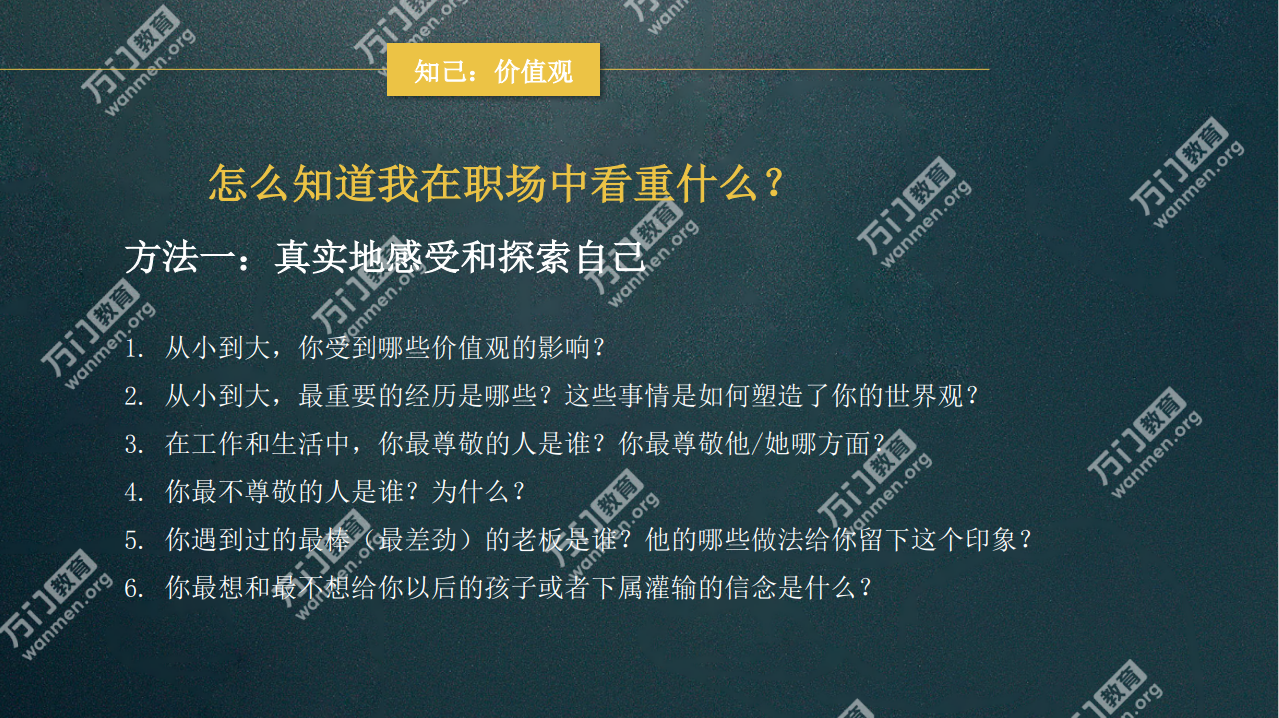 知己：价值观
怎么知道我在职场中看重什么？
方法一：真实地感受和探索自己
1. 从小到大，你受到哪些价值观的影响？
2. 从小到大，最重要的经历是哪些？这些事情是如何塑造了你的世界观？
3. 在工作和生活中，你最尊敬的人是谁？你最尊敬他/她哪方面？
4. 你最不尊敬的人是谁？为什么？
5. 你遇到过的最棒（最差劲）的老板是谁？他的哪些做法给你留下这个印象？
6. 你最想和最不想给你以后的孩子或者下属灌输的信念是什么？
万门教育
wanmen.org